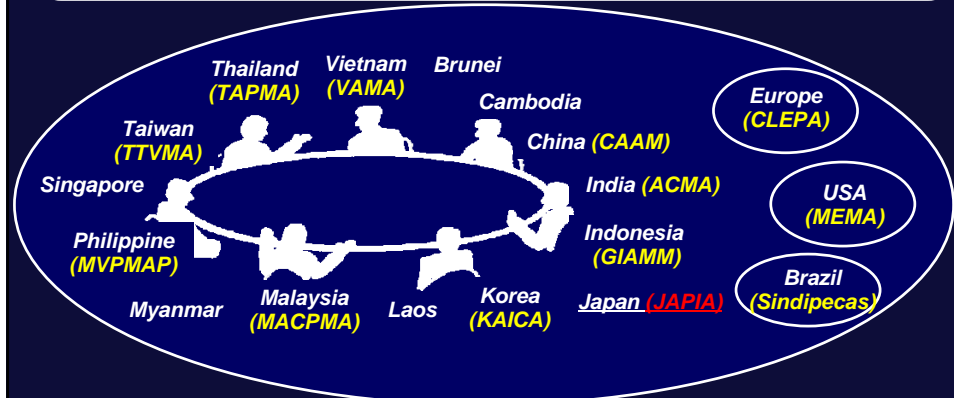 Thailand
(TAPMA)
Vietnam
(VAMA)
Brunei
Cambodia
China (CAAM)
India (ACMA)
Indonesia
(GIAMM)
Japan (JAPIA)
Korea
(KAICA)
Laos
Malaysia
(MACPMA)
Myanmar
Philippine
(MVPMAP)
Singapore
Taiwan
(TTVMA)
Europe
(CLEPA)
USA
(MEMA)
Brazil
(Sindipecas)